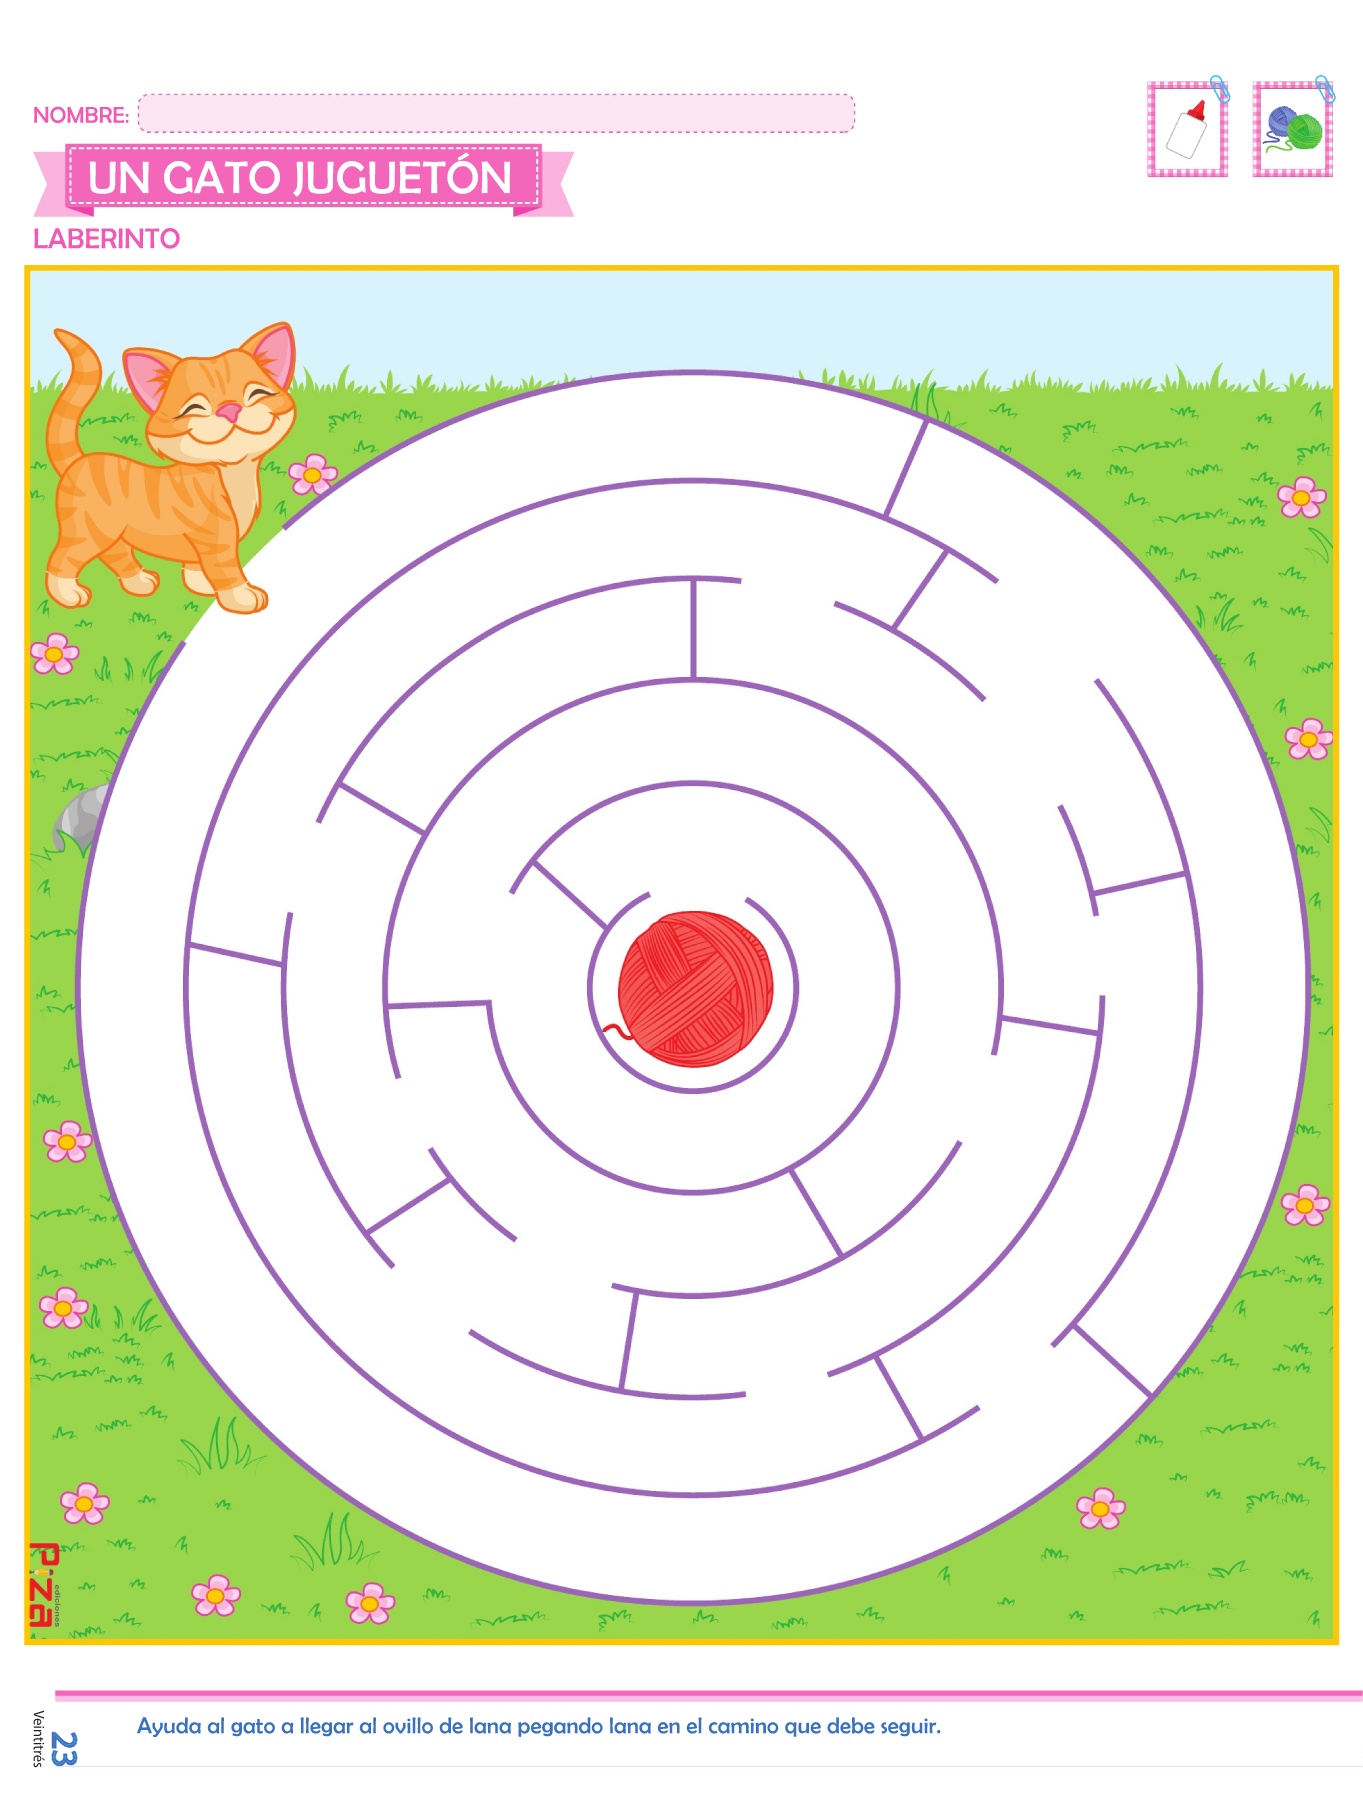 NOMBRE:
UN GATO JUGUETÓN
LABERINTO
piza
ediciones
Ayuda al gato a llegar al ovillo de lana pegando lana en el camino que debe seguir.
23
Veintitrés